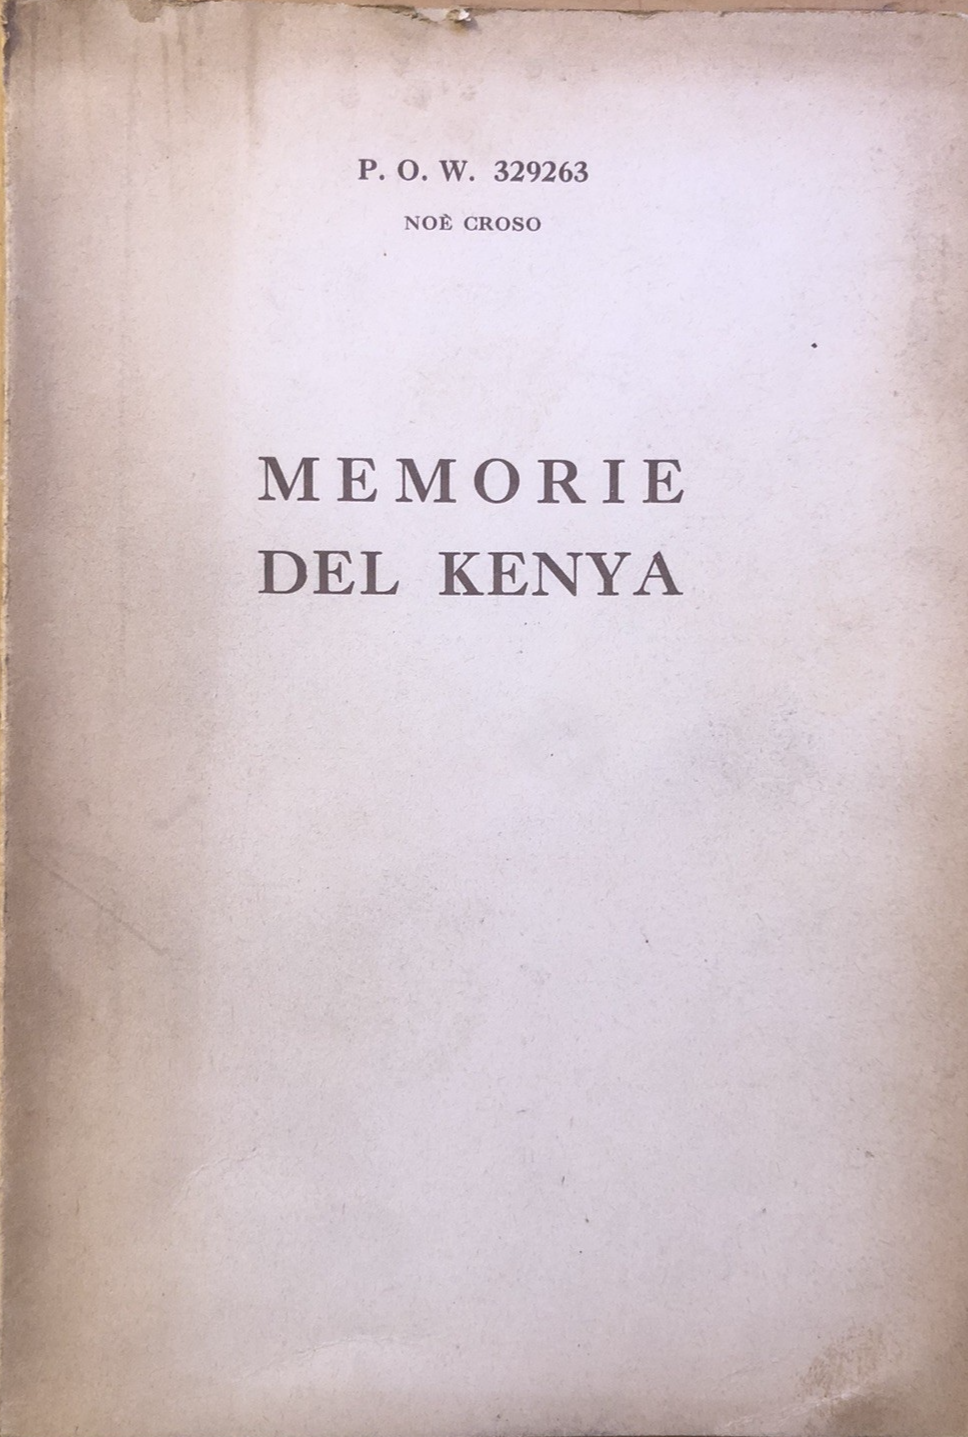 P. O. W. 329263
NOÈ CROSO
MEMORIE
DEL KENYA